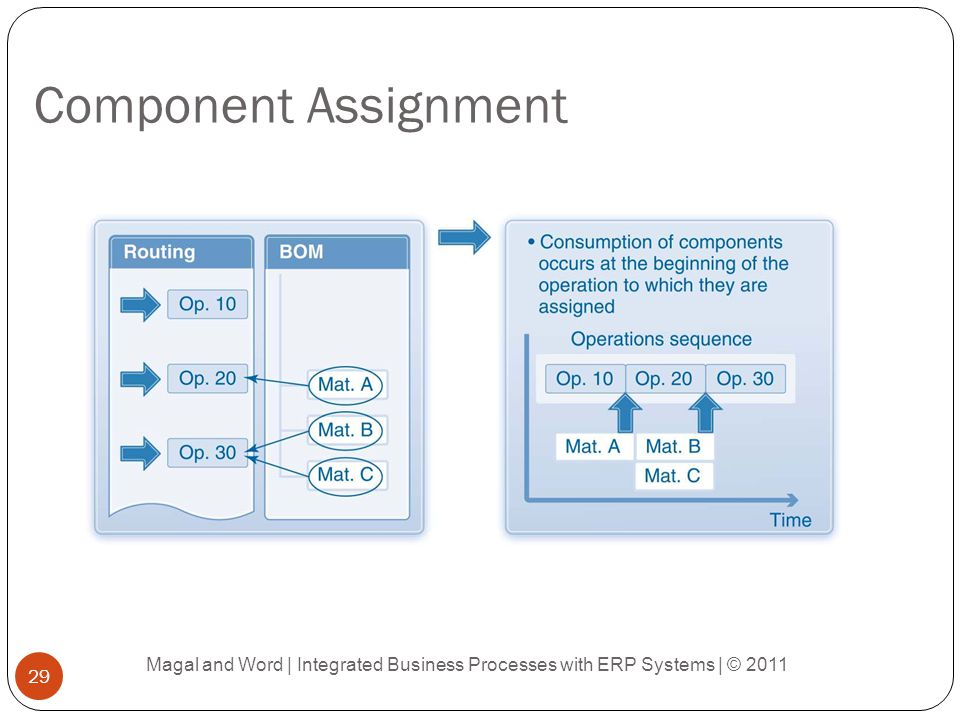 Component Assignment
Routing
BOM
Op. 10
Op. 20
Mat. A
Mat. B
Op. 30
Mat. C
• Consumption of components
occurs at the beginning of the
operation to which they are
assigned
Operations sequence
Op. 10 Op. 20 Op. 30
Mat. A Mat. B
Mat. C
Time
Magal and Word | Integrated Business Processes with ERP Systems | © 2011
29